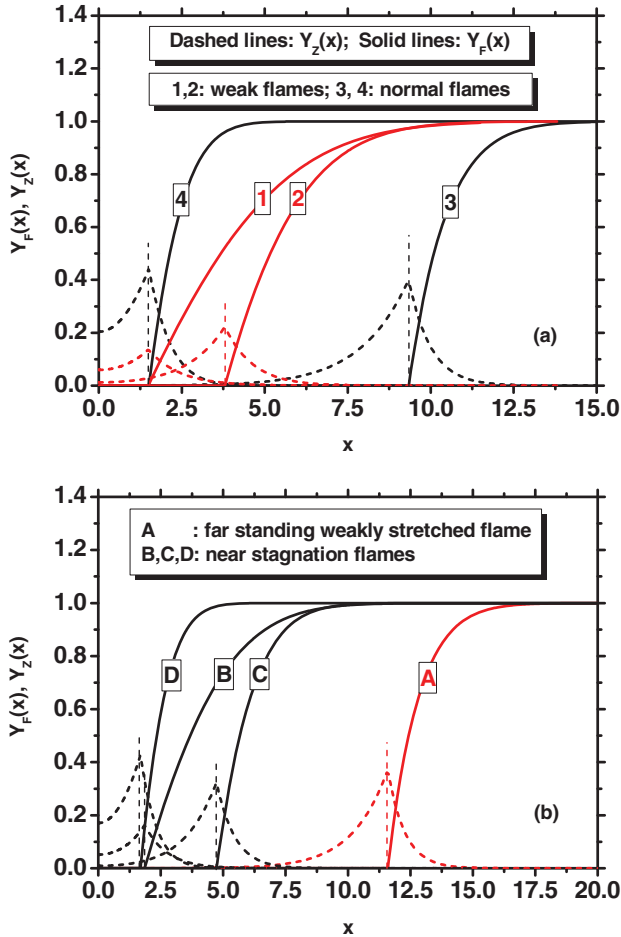 1.4
Dashed lines: Y_Z(x); Solid lines: Y_F(x)
1.2
1,2: weak flames; 3, 4: normal flames
1.0
0.8
4 1 2 3
0.6
Y_F(x), Y_Z(x)
0.4
0.2
(a)
0.0
0.0 2.5 5.0 7.5 10.0 12.5 15.0
x
1.4
A : far standing weakly stretched flame
1.2
B,C,D: near stagnation flames
1.0
0.8
D B C A
0.6
Y_F(x), Y_Z(x)
0.4
0.2
(b)
0.0
0.0 2.5 5.0 7.5 10.0 12.5 15.0 17.5 20.0
x